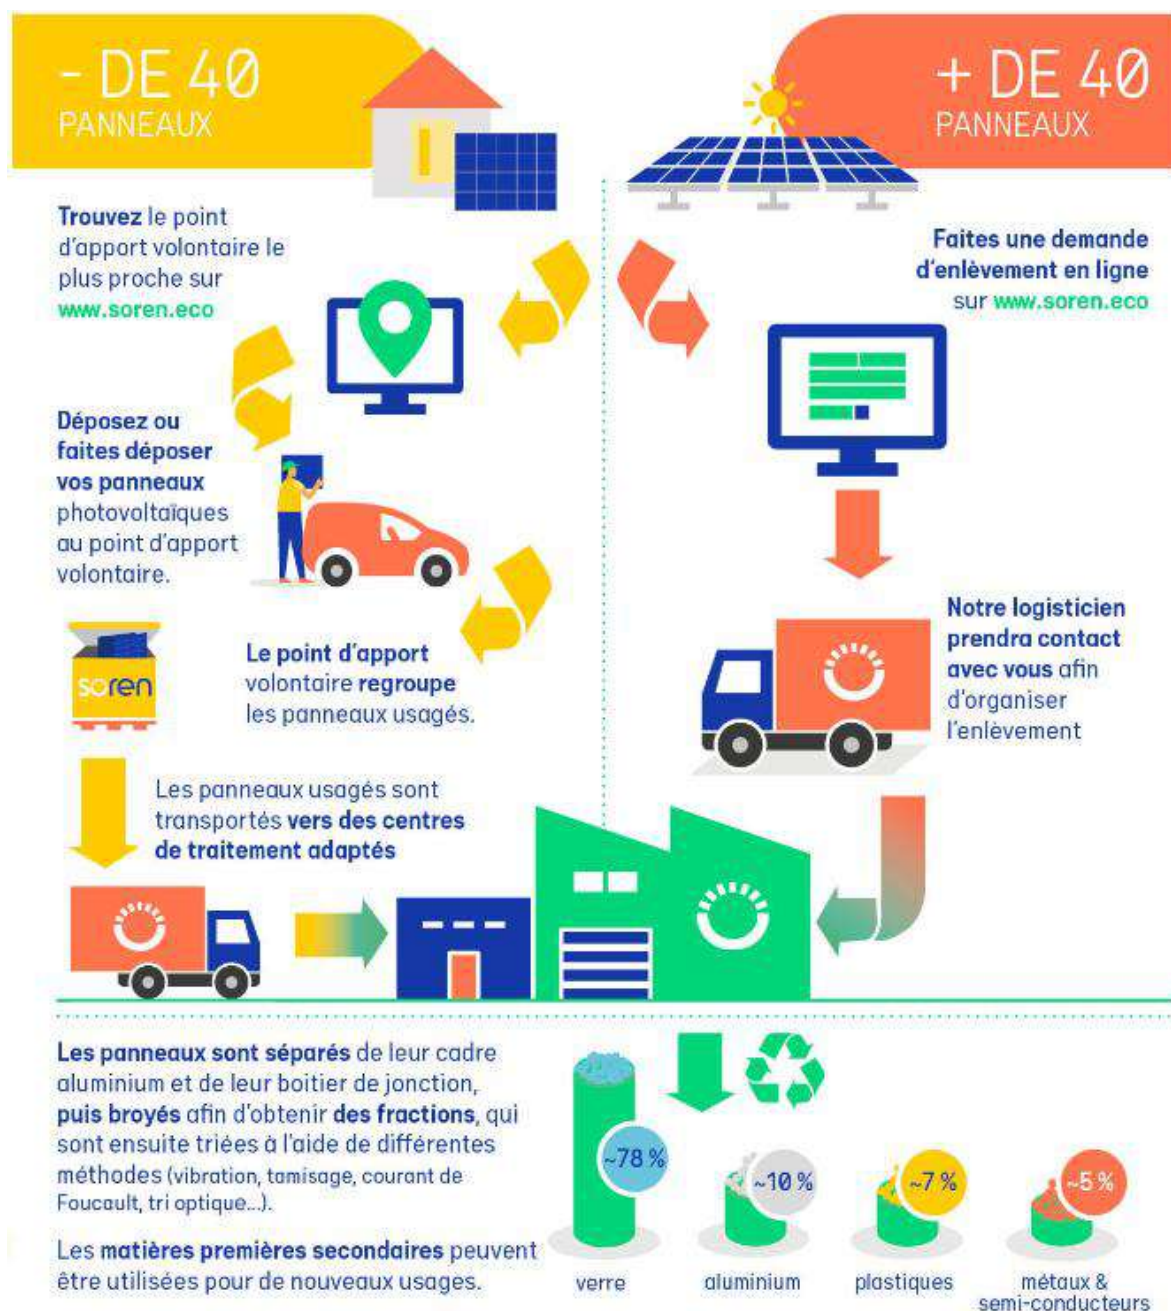 - DE 40
PANNEAUX
Trouvez le point
d'apport volontaire le
plus proche sur
www.soren.eco
Déposez ou
faites déposer
vos panneaux
photovoltaïques
au point d'apport
volontaire.
soren
Le point d'apport
volontaire regroupe
les panneaux usagés.
Les panneaux usagés sont
transportés vers des centres
de traitement adaptés
+ DE 40
PANNEAUX
Faites une demande
d'enlèvement en ligne
sur www.soren.eco
Notre logisticien
prendra contact
avec vous afin
d'organiser
l'enlèvement
Les panneaux sont séparés de leur cadre
aluminium et de leur boitier de jonction,
puis broyés afin d'obtenir des fractions, qui
sont ensuite triées à l'aide de différentes
méthodes (vibration, tamisage, courant de
Foucault, tri optique...).
Les matières premières secondaires peuvent
être utilisées pour de nouveaux usages.
~78 %
verre
~10 %
aluminium
~7 %
plastiques
~5 %
métaux &
semi-conducteurs